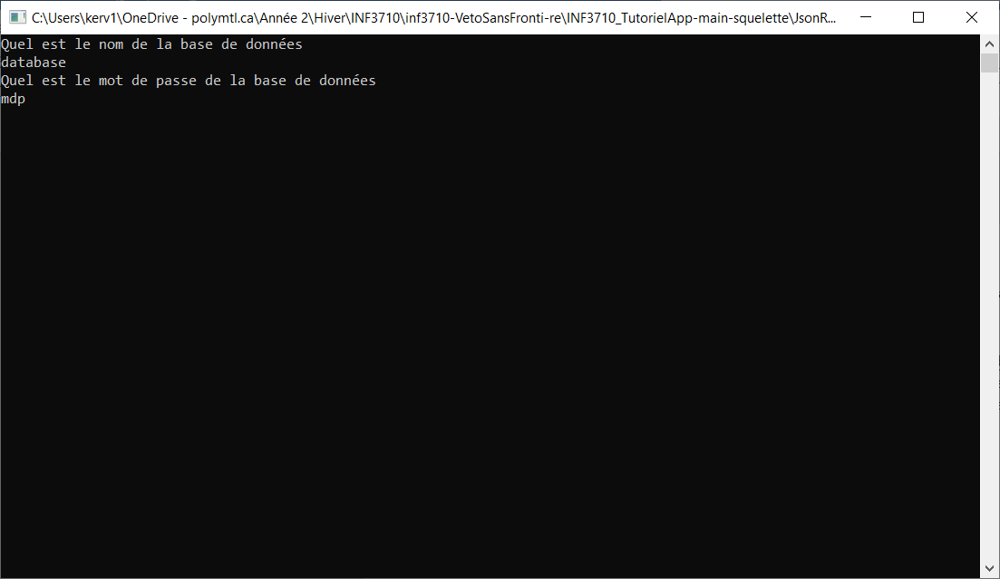 C:\Users\kerv1\OneDrive - polymtl.ca\Année 2\Hiver\INF3710\inf3710-VetoSansFronti-re\INF3710_TutorielApp-main-squelette\JsonR...
Quel est le nom de la base de données
database
Quel est le mot de passe de la base de données
mdp